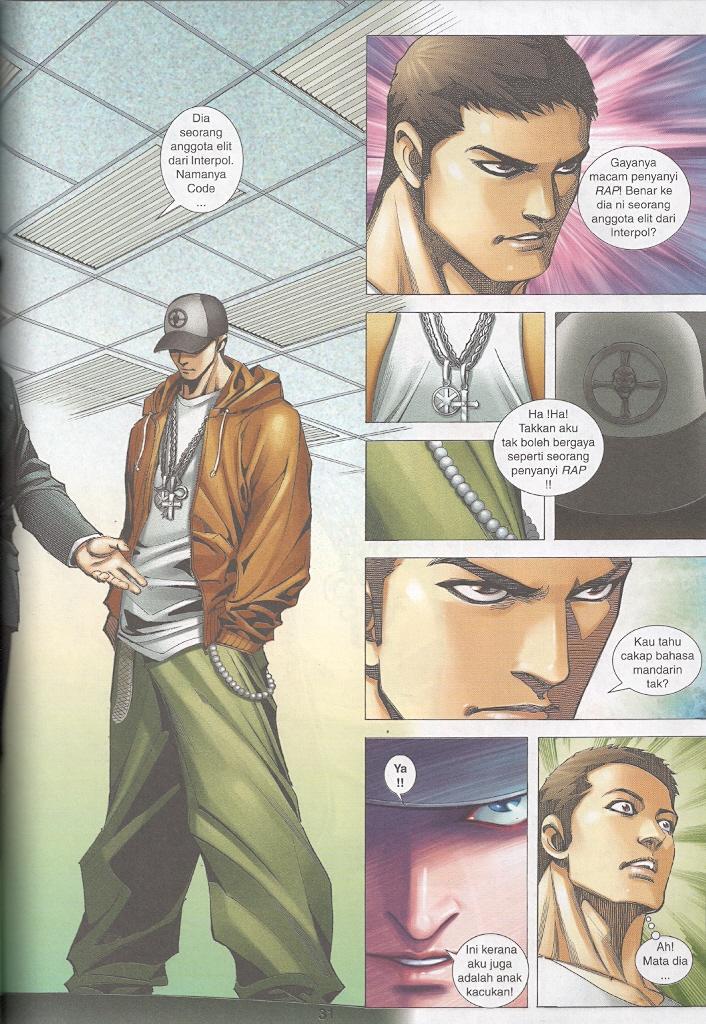 Dia
seorang
anggota elit
dari Interpol.
Namanya
Code
...
Gayanya
macam penyanyi
RAP! Benar ke
dia ni seorang
anggota elit dari
Interpol?
Ha !Ha!
Takkan aku
tak boleh bergaya
seperti seorang
penyanyi RAP
!!
Kau tahu
cakap bahasa
mandarin
tak?
Ya
!!
Ini kerana
aku juga
adalah anak
kacukan!
Ah!
Mata dia
...
31